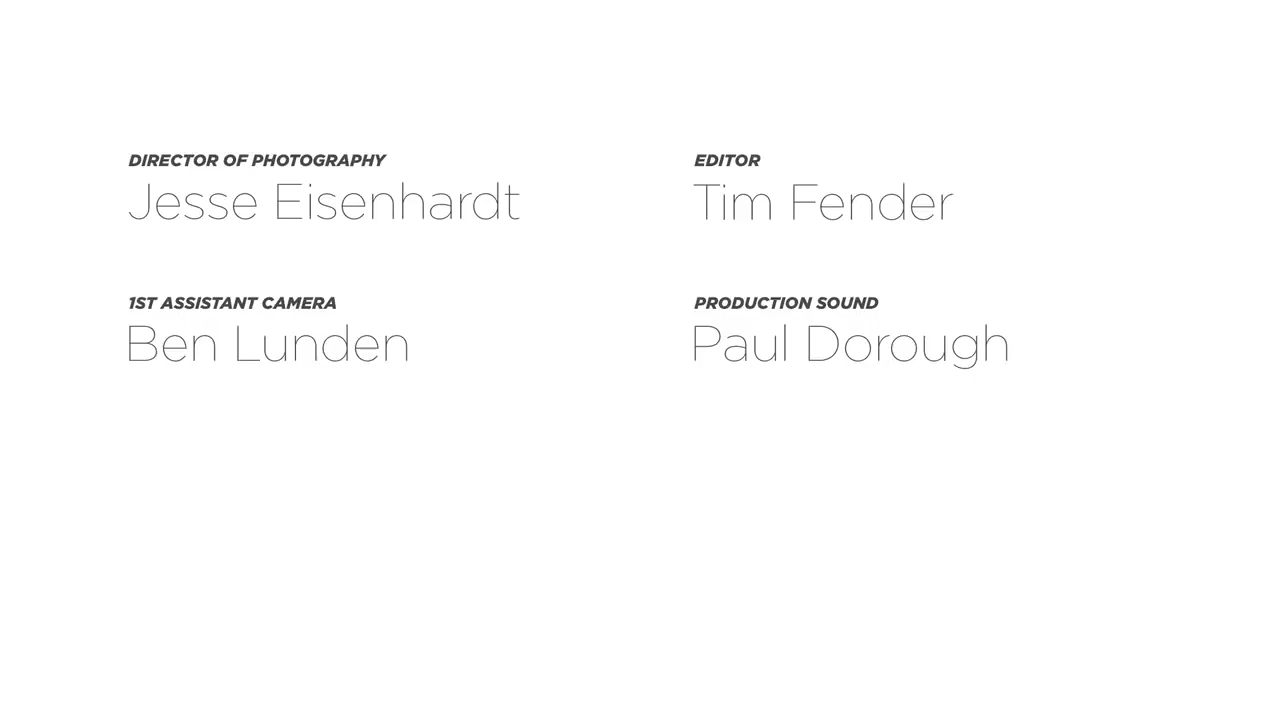 DIRECTOR OF PHOTOGRAPHY
Jesse Eisenhardt
EDITOR
Tim Fender
1ST ASSISTANT CAMERA
Ben Lunden
PRODUCTION SOUND
Paul Dorough